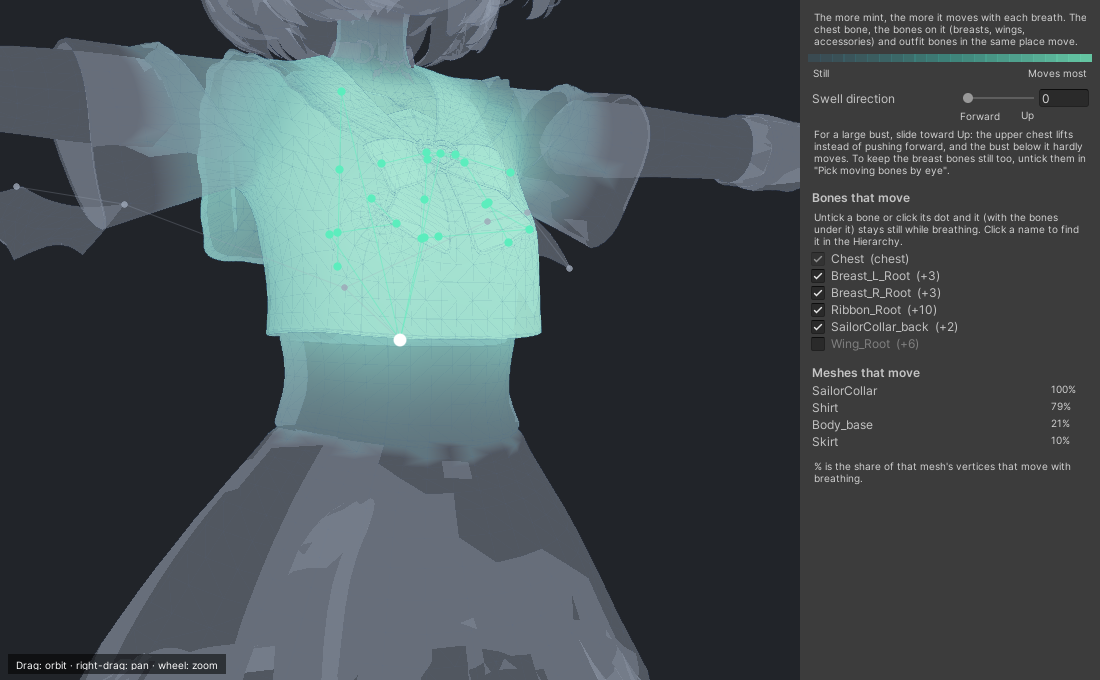 The more mint, the more it moves with each breath. The
chest bone, the bones on it (breasts, wings,
accessories) and outfit bones in the same place move.
Still
Moves most
Swell direction
0
Forward
Up
For a large bust, slide toward Up: the upper chest lifts
instead of pushing forward, and the bust below it hardly
moves. To keep the breast bones still too, untick them in
"Pick moving bones by eye".
Bones that move
Untick a bone or click its dot and it (with the bones
under it) stays still while breathing. Click a name to find
it in the Hierarchy.
Chest (chest)
Breast_L_Root (+3)
Breast_R_Root (+3)
Ribbon_Root (+10)
SailorCollar_back (+2)
Wing_Root (+6)
Meshes that move
SailorCollar 100%
Shirt 79%
Body_base 21%
Skirt 10%
% is the share of that mesh's vertices that move with
breathing.
Drag: orbit · right-drag: pan · wheel: zoom